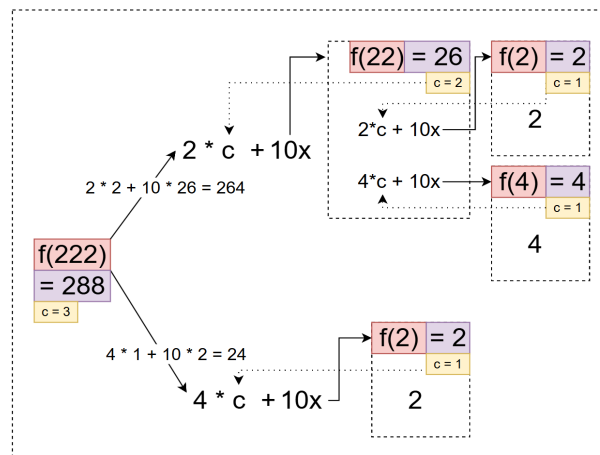 f(22) = 26
c = 2
f(2) = 2
c = 1
2
2 * c + 10x
2*c + 10x
2 * 2 + 10 * 26 = 264
4*c + 10x
f(4) = 4
c = 1
4
f(222)
= 288
c = 3
4 * 1 + 10 * 2 = 24
f(2) = 2
c = 1
2
4 * c + 10x